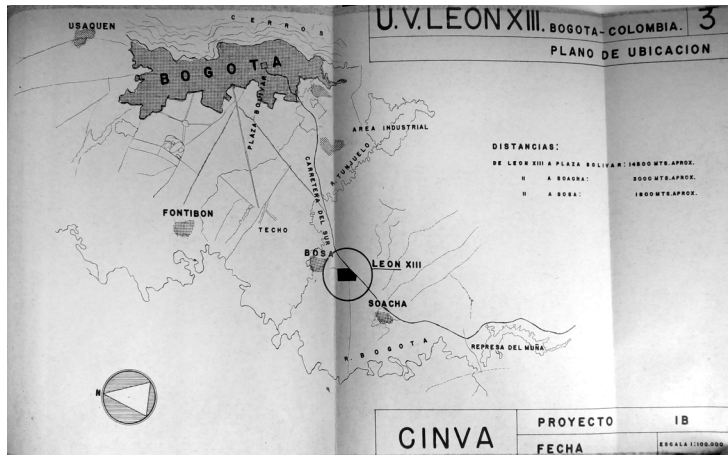 U.V. LEON XIII. BOGOTA-COLOMBIA. 3
PLANO DE UBICACION
CERROS
USAQUEN
BOGOTA
PLAZA BOLIVAR
AREA INDUSTRIAL
R. TUNJUELO
CARRETERA DEL SUR
DISTANCIAS:
DE LEON XIII A PLAZA BOLIVAR: 14500 MTS. APROX.
" A SOACHA: 3000 MTS. APROX.
" A BOSA: 1500 MTS. APROX.
FONTIBON
TECHO
BOSA
LEON XIII
SOACHA
R. BOGOTA
REPRESA DEL MUÑA
N
CINVA
PROYECTO 1B
FECHA
ESCALA 1:100.000